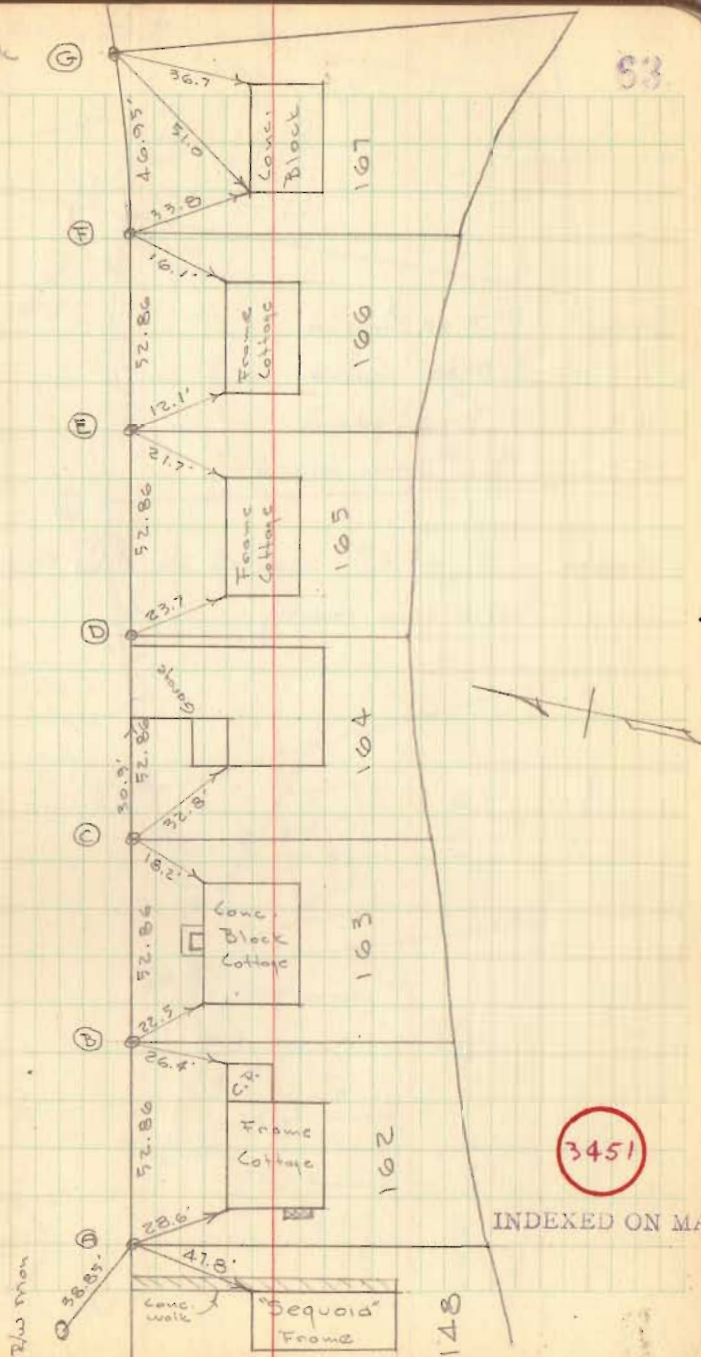 63
G
36.7
46.95'
51.0
Conc.
Block
167
33.8
F
16.1'
52.86
Frame
Cottage
166
12.1'
E
21.7'
52.86
Frame
Cottage
165
23.7
D
Garage
52.86
30.9'
164
32.8'
C
18.2'
52.86
Conc.
Block
Cottage
163
22.5
B
26.4'
C.P.
52.86
Frame
Cottage
162
28.6'
3451
INDEXED ON MA
47.8'
38.85'
R/W Mon
Conc.
walk
"Sequoia"
Frame
148